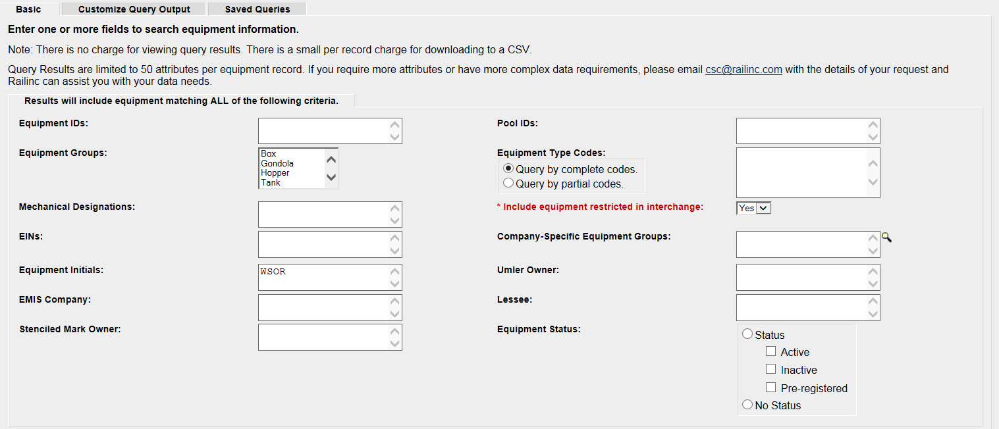 Basic
Customize Query Output
Saved Queries
Enter one or more fields to search equipment information.
Note: There is no charge for viewing query results. There is a small per record charge for downloading to a CSV.
Query Results are limited to 50 attributes per equipment record. If you require more attributes or have more complex data requirements, please email csc@railinc.com with the details of your request and
Railinc can assist you with your data needs.
Results will include equipment matching ALL of the following criteria.
Equipment IDs:
Pool IDs:
Equipment Groups:
Box
Gondola
Hopper
Tank
Equipment Type Codes:
Query by complete codes.
Query by partial codes.
Mechanical Designations:
* Include equipment restricted in interchange:
Yes
EINs:
Company-Specific Equipment Groups:
Equipment Initials:
WSOR
Umler Owner:
EMIS Company:
Lessee:
Stenciled Mark Owner:
Equipment Status:
Status
Active
Inactive
Pre-registered
No Status